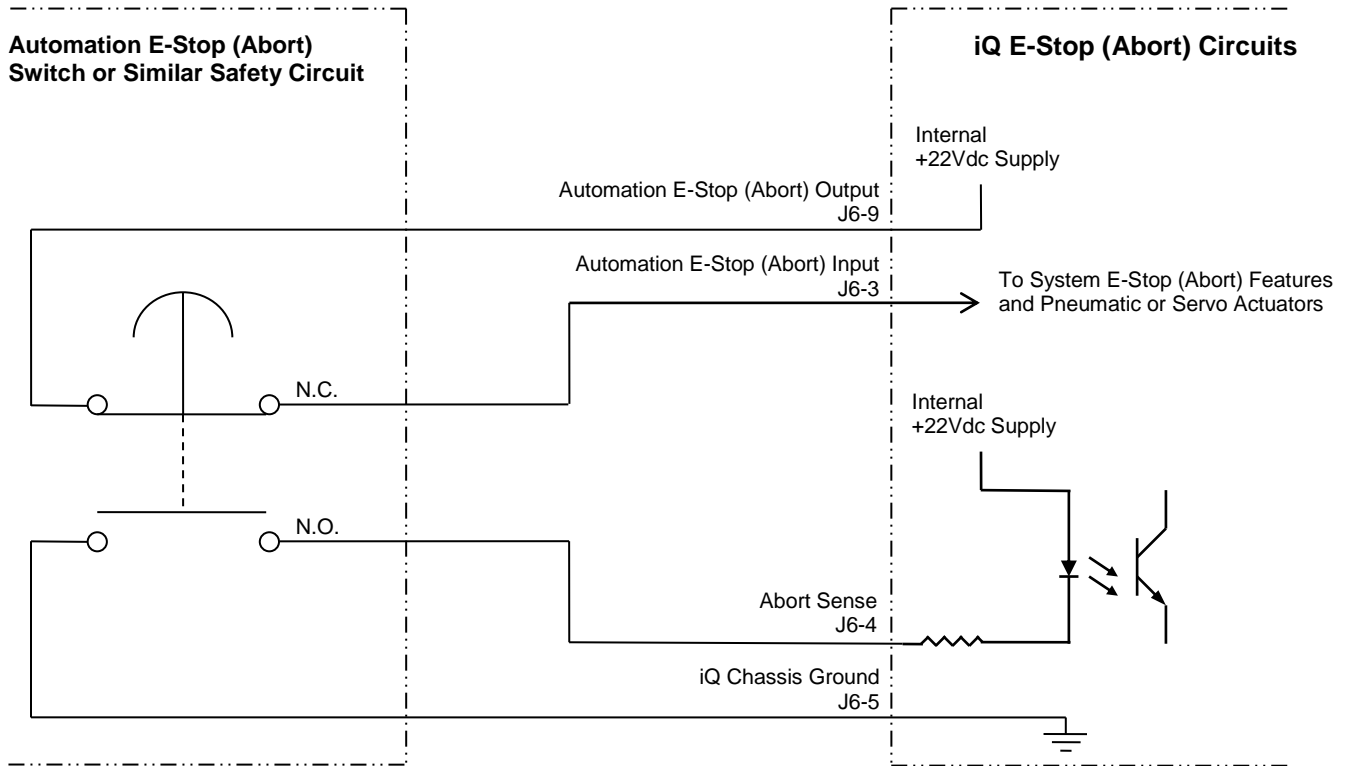 Automation E-Stop (Abort)
Switch or Similar Safety Circuit
iQ E-Stop (Abort) Circuits
Internal
+22Vdc Supply
Automation E-Stop (Abort) Output
J6-9
Automation E-Stop (Abort) Input
J6-3
To System E-Stop (Abort) Features
and Pneumatic or Servo Actuators
N.C.
Internal
+22Vdc Supply
N.O.
Abort Sense
J6-4
iQ Chassis Ground
J6-5